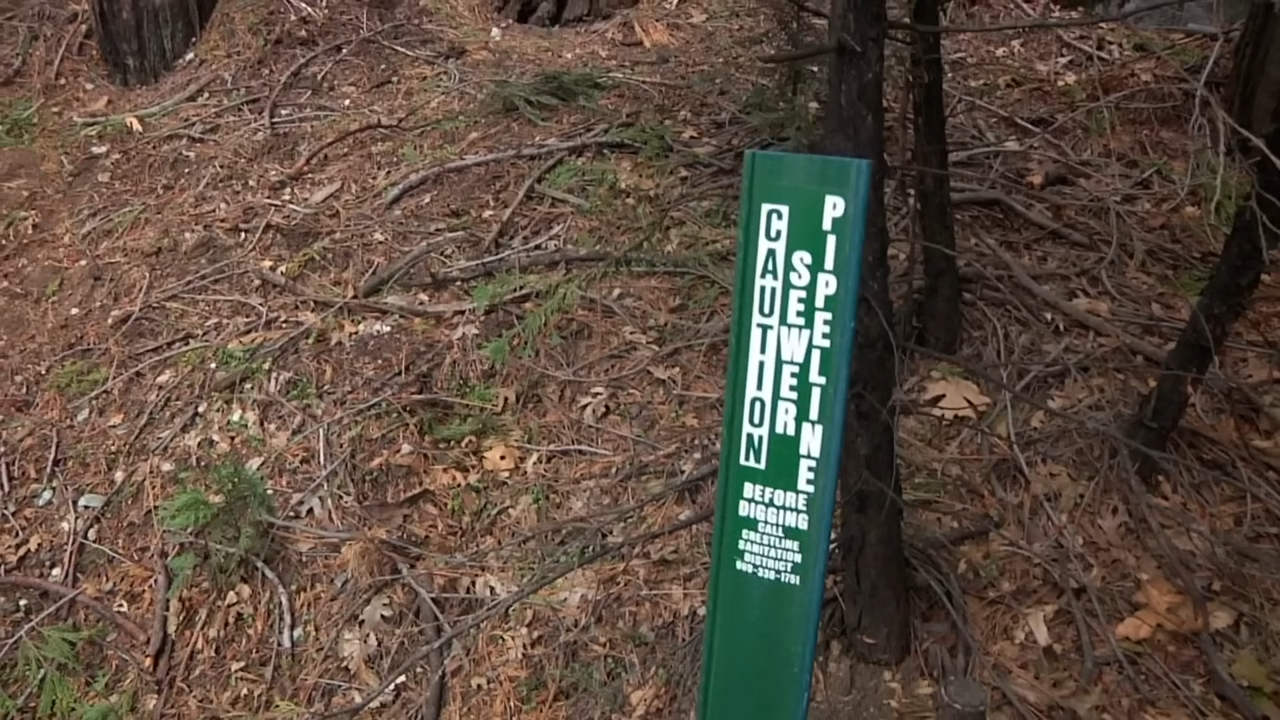 CAUTION
SEWER
PIPELINE
BEFORE
DIGGING
CALL
CRESTLINE
SANITATION
DISTRICT
909-338-1751